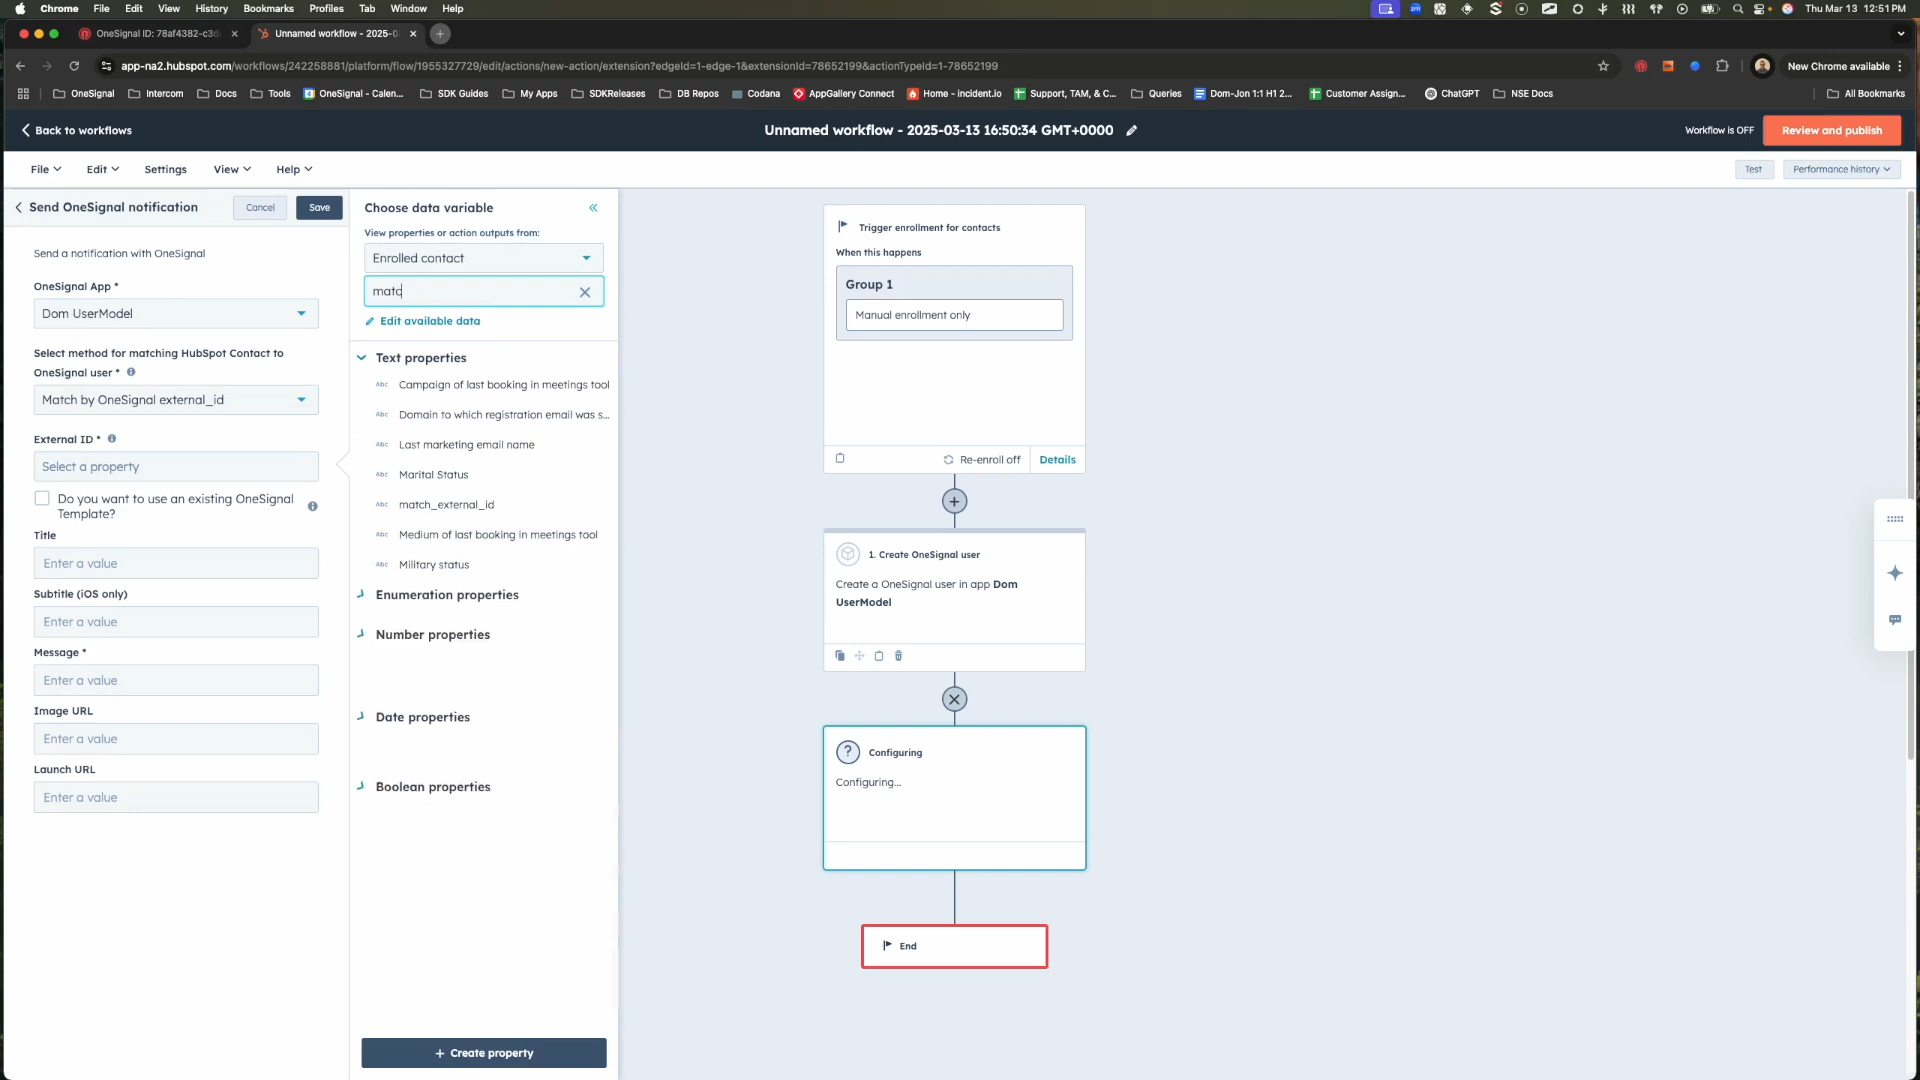 Chrome File Edit View History Bookmarks Profiles Tab Window Help
Thu Mar 13 12:51 PM
OneSignal ID: 78af4382-c3d
Unnamed workflow - 2025-0
app-na2.hubspot.com/workflows/242258881/platform/flow/1955327729/edit/actions/new-action/extension?edgeId=1-edge-1&extensionId=78652199&actionTypeId=1-78652199
New Chrome available
OneSignal Intercom Docs Tools OneSignal - Calen... SDK Guides My Apps SDKReleases DB Repos Codana AppGallery Connect Home - incident.io Support, TAM, & C... Queries Dom-Jon 1:1 H1 2... Customer Assign... ChatGPT NSE Docs All Bookmarks
Back to workflows
Unnamed workflow - 2025-03-13 16:50:34 GMT+0000
Workflow is OFF
Review and publish
File Edit Settings View Help
Test
Performance history
Send OneSignal notification
Cancel
Save
Send a notification with OneSignal
OneSignal App *
Dom UserModel
Select method for matching HubSpot Contact to
OneSignal user *
Match by OneSignal external_id
External ID *
Select a property
Do you want to use an existing OneSignal
Template?
Title
Enter a value
Subtitle (iOS only)
Enter a value
Message *
Enter a value
Image URL
Enter a value
Launch URL
Enter a value
Choose data variable
View properties or action outputs from:
Enrolled contact
matc
Edit available data
Text properties
Abc Campaign of last booking in meetings tool
Abc Domain to which registration email was s...
Abc Last marketing email name
Abc Marital Status
Abc match_external_id
Abc Medium of last booking in meetings tool
Abc Military status
Enumeration properties
Number properties
Date properties
Boolean properties
+ Create property
Trigger enrollment for contacts
When this happens
Group 1
Manual enrollment only
Re-enroll off
Details
1. Create OneSignal user
Create a OneSignal user in app Dom
UserModel
Configuring
Configuring...
End